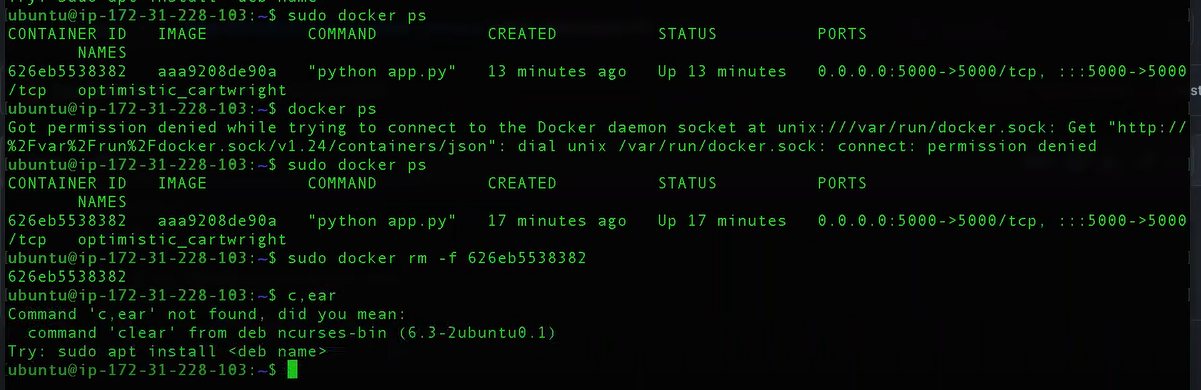 Try: sudo apt install <deb name>
ubuntu@ip-172-31-228-103:~$ sudo docker ps
CONTAINER ID   IMAGE          COMMAND           CREATED          STATUS          PORTS
       NAMES
626eb5538382   aaa9208de90a   "python app.py"   13 minutes ago   Up 13 minutes   0.0.0.0:5000->5000/tcp, :::5000->5000
/tcp   optimistic_cartwright
ubuntu@ip-172-31-228-103:~$ docker ps
Got permission denied while trying to connect to the Docker daemon socket at unix:///var/run/docker.sock: Get "http://
%2Fvar%2Frun%2Fdocker.sock/v1.24/containers/json": dial unix /var/run/docker.sock: connect: permission denied
ubuntu@ip-172-31-228-103:~$ sudo docker ps
CONTAINER ID   IMAGE          COMMAND           CREATED          STATUS          PORTS
       NAMES
626eb5538382   aaa9208de90a   "python app.py"   17 minutes ago   Up 17 minutes   0.0.0.0:5000->5000/tcp, :::5000->5000
/tcp   optimistic_cartwright
ubuntu@ip-172-31-228-103:~$ sudo docker rm -f 626eb5538382
626eb5538382
ubuntu@ip-172-31-228-103:~$ c,ear
Command 'c,ear' not found, did you mean:
  command 'clear' from deb ncurses-bin (6.3-2ubuntu0.1)
Try: sudo apt install <deb name>
ubuntu@ip-172-31-228-103:~$